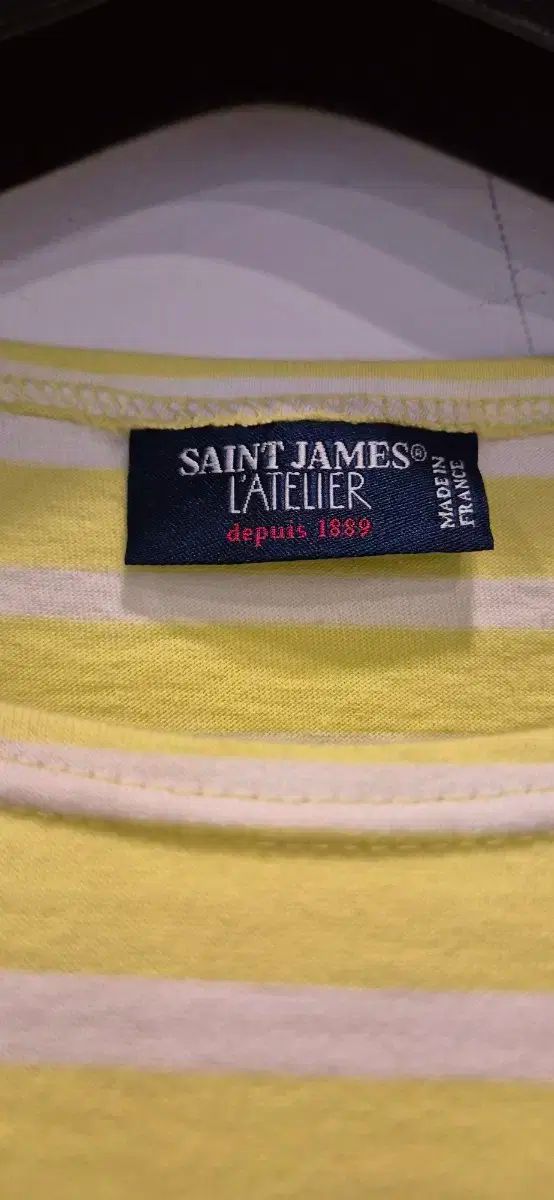 SAINT JAMES®
L'ATELIER
depuis 1889
MADE IN
FRANCE